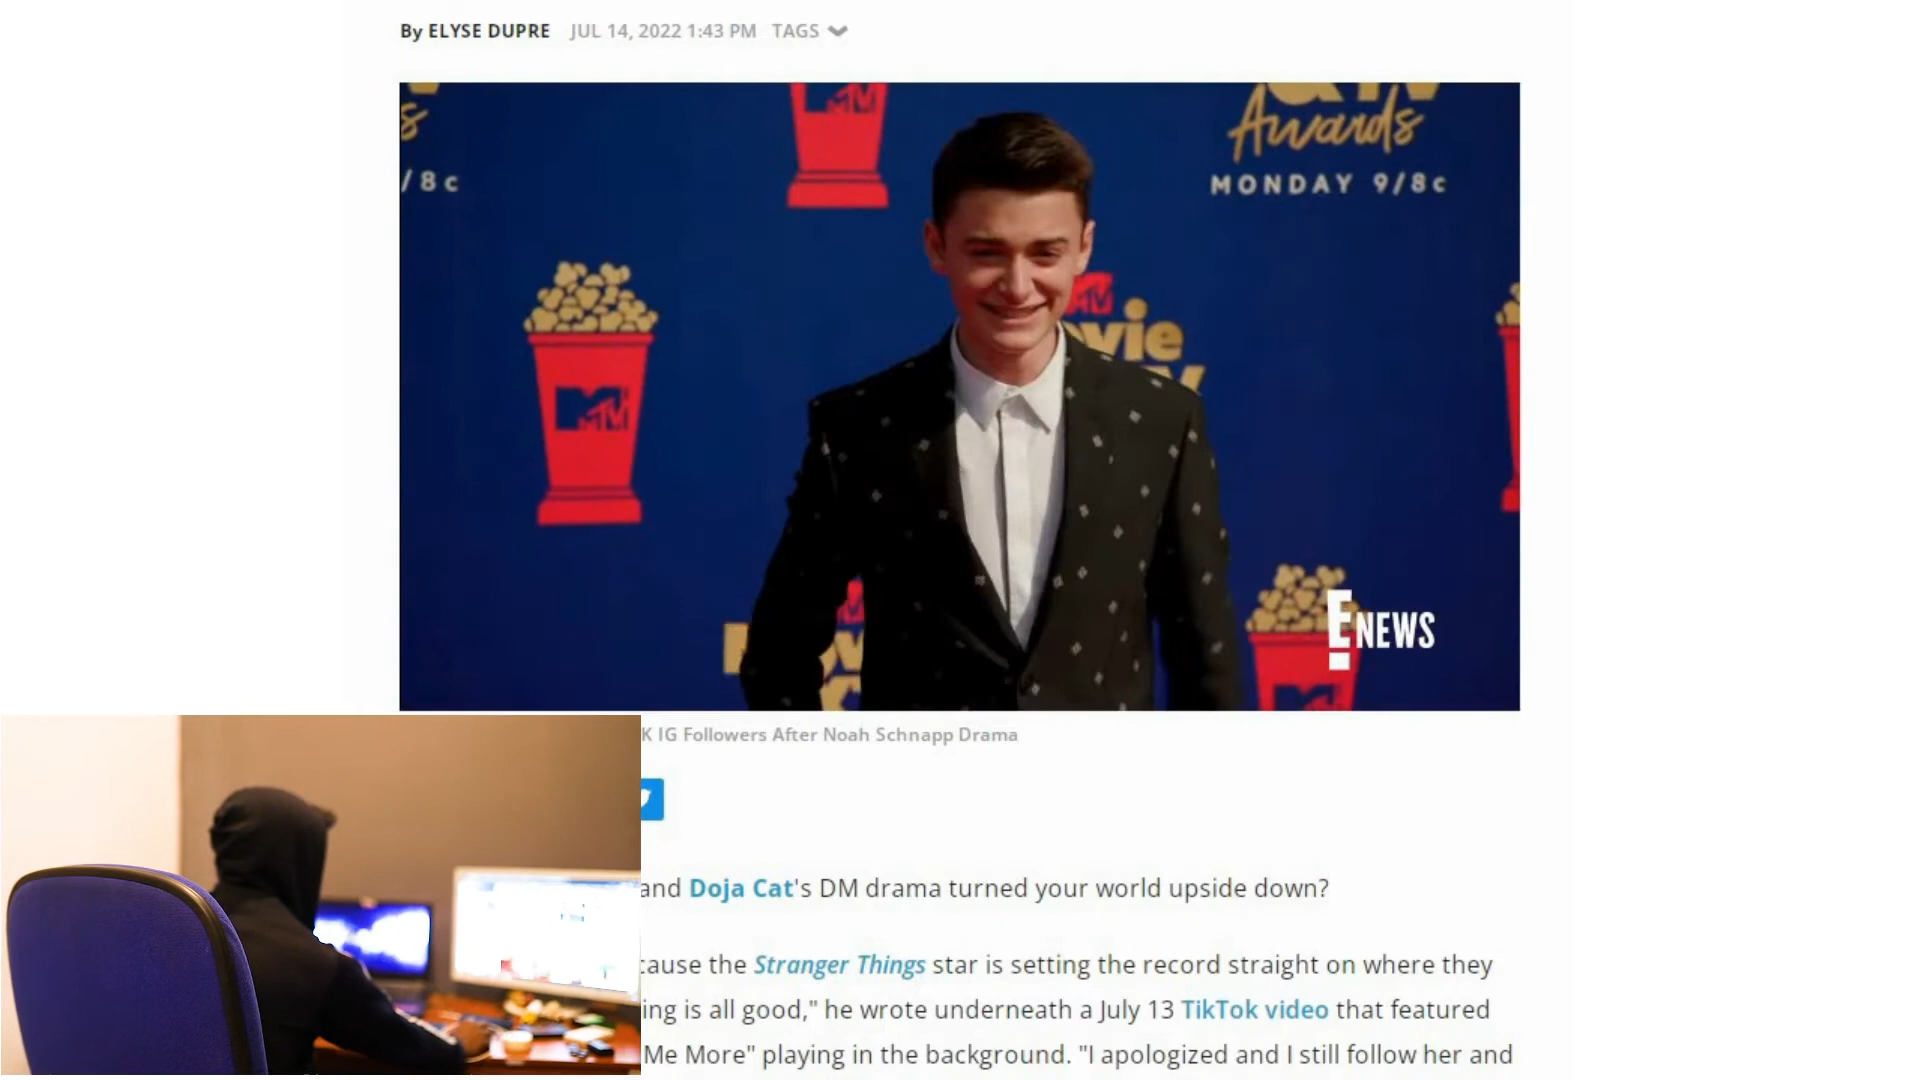 By ELYSE DUPRE JUL 14, 2022 1:43 PM TAGS
Awards
/8c
MONDAY 9/8c
MTV
MTV
MTV
E NEWS
K IG Followers After Noah Schnapp Drama
and Doja Cat's DM drama turned your world upside down?
cause the Stranger Things star is setting the record straight on where they
ing is all good," he wrote underneath a July 13 TikTok video that featured
Me More" playing in the background. "I apologized and I still follow her and